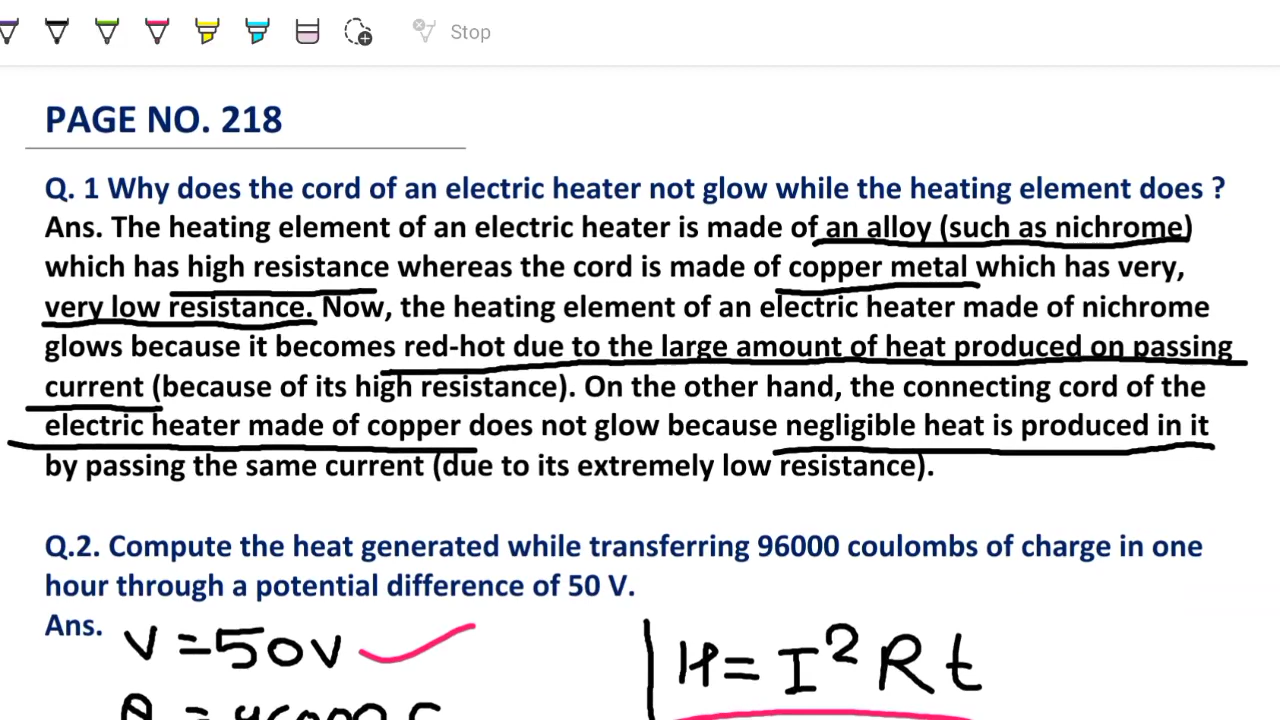 Stop
PAGE NO. 218
Q. 1 Why does the cord of an electric heater not glow while the heating element does ?
Ans. The heating element of an electric heater is made of an alloy (such as nichrome)
which has high resistance whereas the cord is made of copper metal which has very,
very low resistance. Now, the heating element of an electric heater made of nichrome
glows because it becomes red-hot due to the large amount of heat produced on passing
current (because of its high resistance). On the other hand, the connecting cord of the
electric heater made of copper does not glow because negligible heat is produced in it
by passing the same current (due to its extremely low resistance).
Q.2. Compute the heat generated while transferring 96000 coulombs of charge in one
hour through a potential difference of 50 V.
Ans. V = 50V
H = I² R t